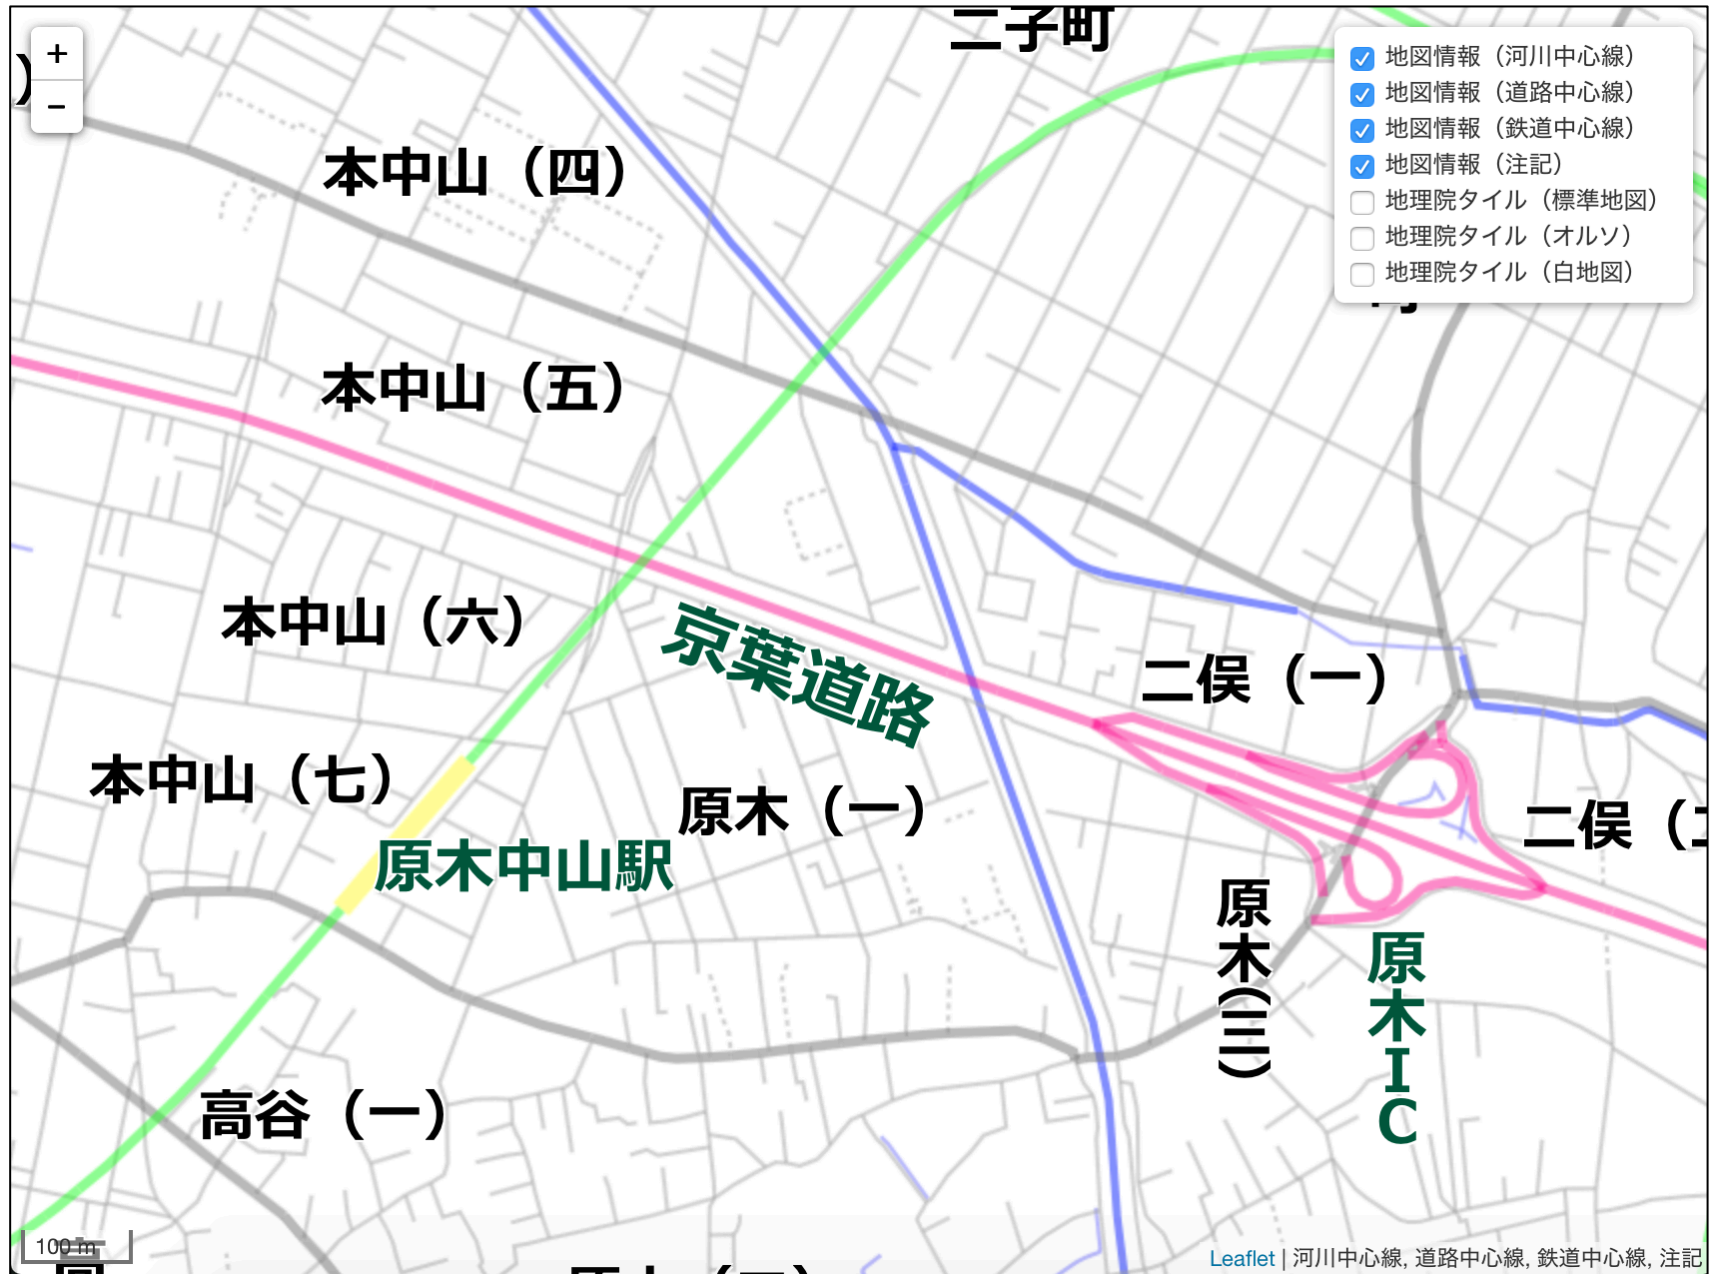 二子町
+
−
地図情報（河川中心線）
地図情報（道路中心線）
地図情報（鉄道中心線）
地図情報（注記）
地理院タイル（標準地図）
地理院タイル（オルソ）
地理院タイル（白地図）
本中山（四）
本中山（五）
本中山（六）
京葉道路
二俣（一）
本中山（七）
原木（一）
二俣（二
原木中山駅
原木（三）
原木IC
高谷（一）
100 m
Leaflet | 河川中心線, 道路中心線, 鉄道中心線, 注記